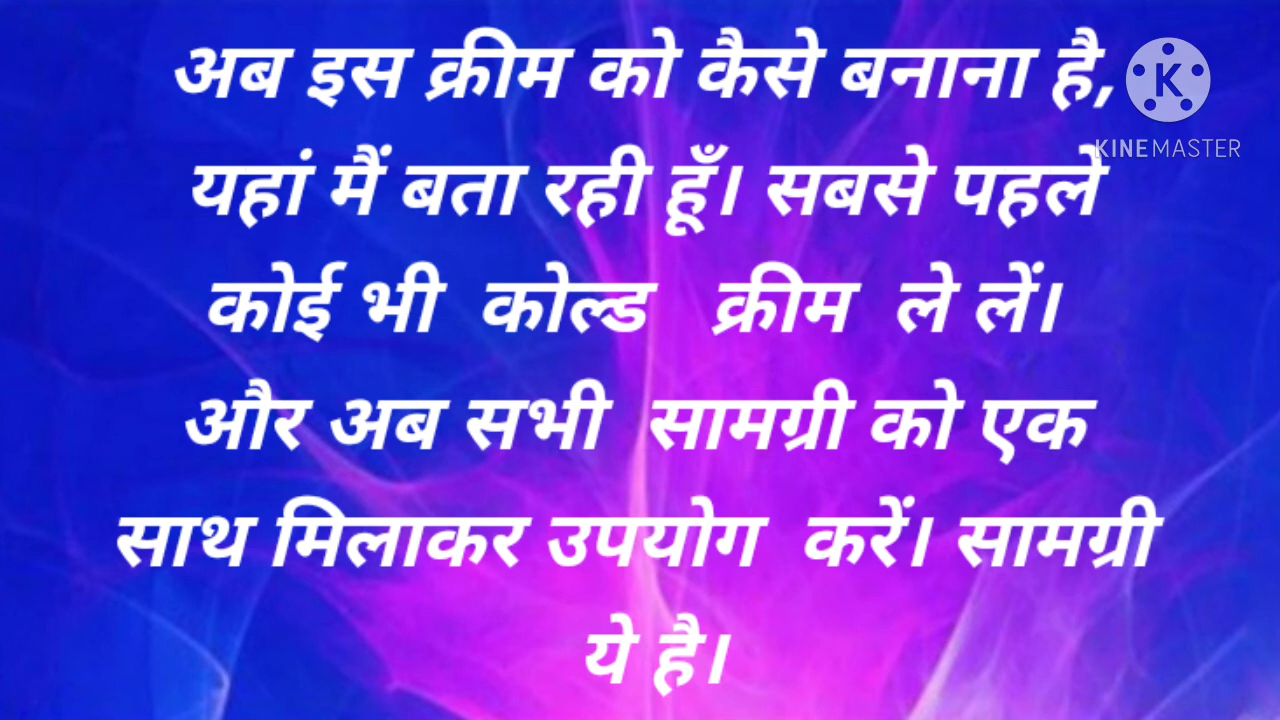 अब इस क्रीम को कैसे बनाना है,
यहां मैं बता रही हूँ। सबसे पहले
कोई भी कोल्ड क्रीम ले लें।
और अब सभी सामग्री को एक
साथ मिलाकर उपयोग करें। सामग्री
ये है।
K
KINEMASTER